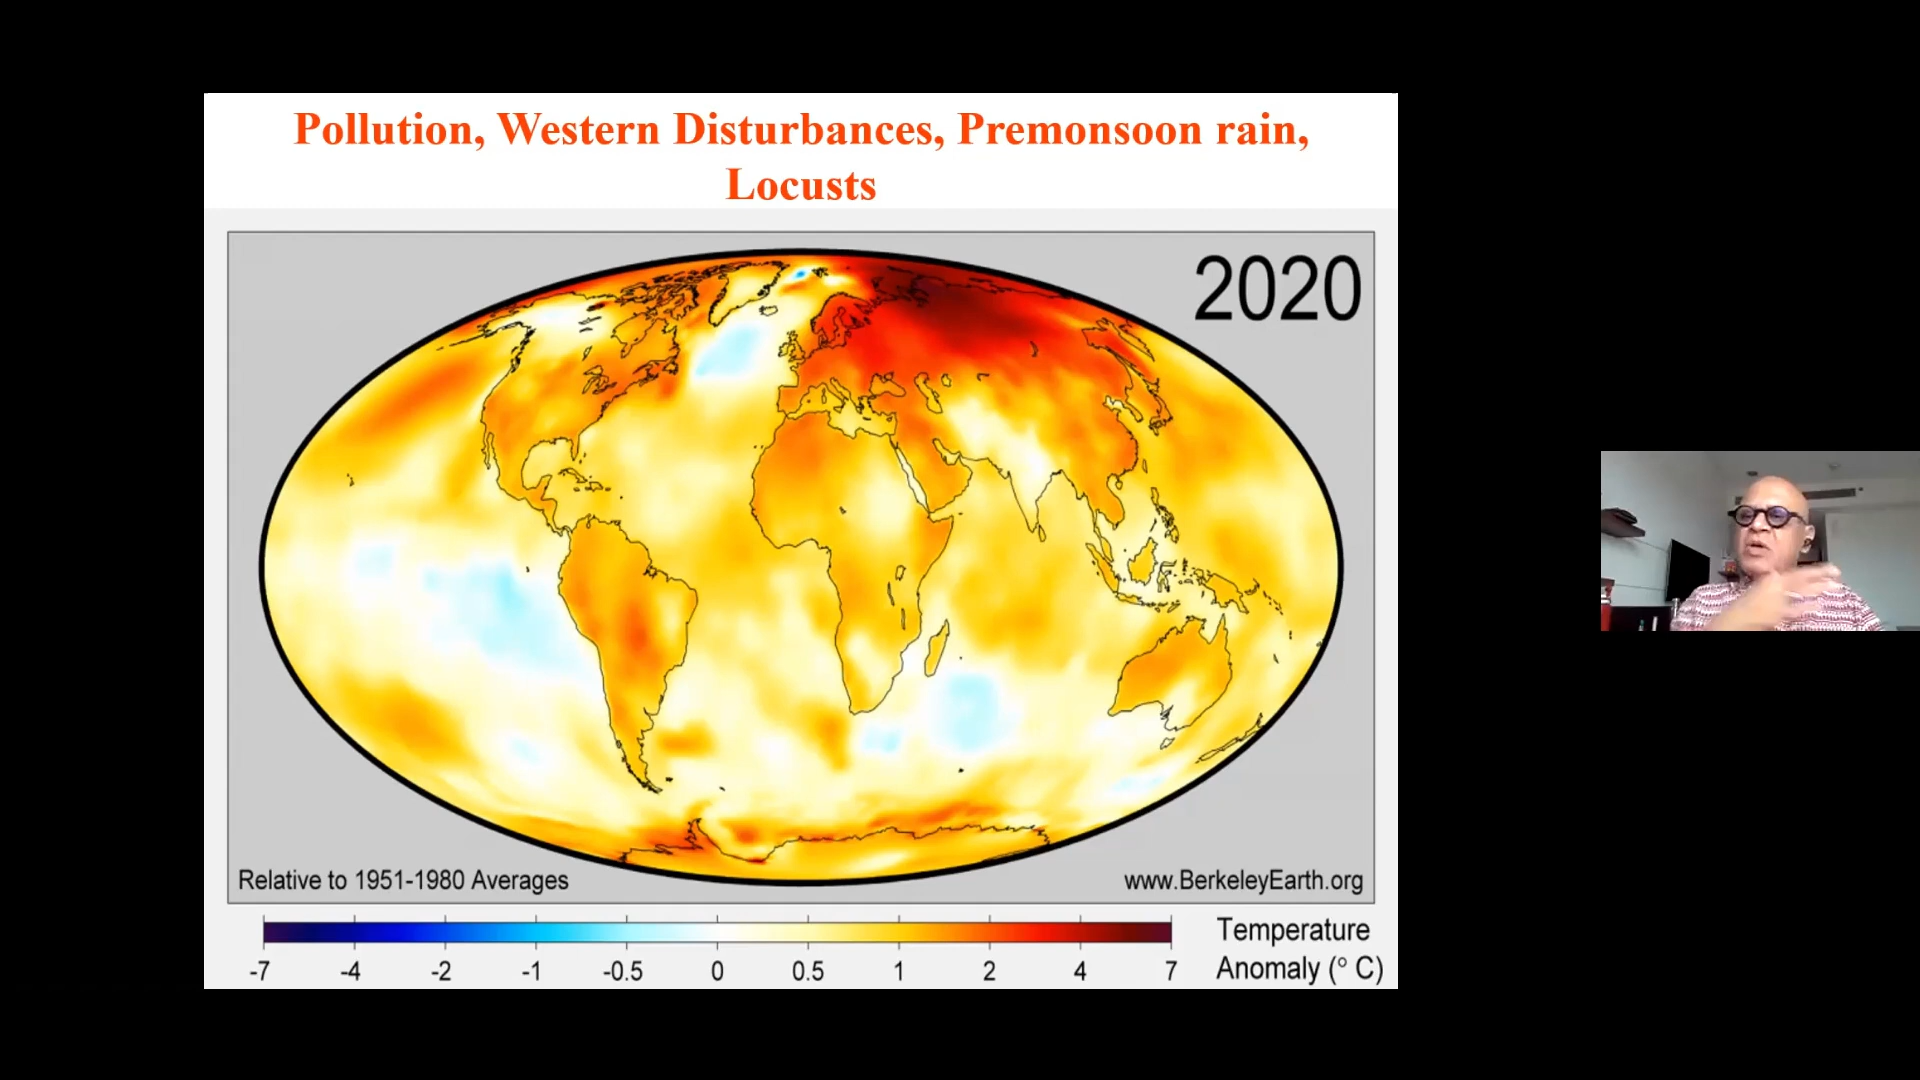 Pollution, Western Disturbances, Premonsoon rain,
Locusts
2020
Relative to 1951-1980 Averages
www.BerkeleyEarth.org
-7 -4 -2 -1 -0.5 0 0.5 1 2 4 7
Temperature
Anomaly (° C)